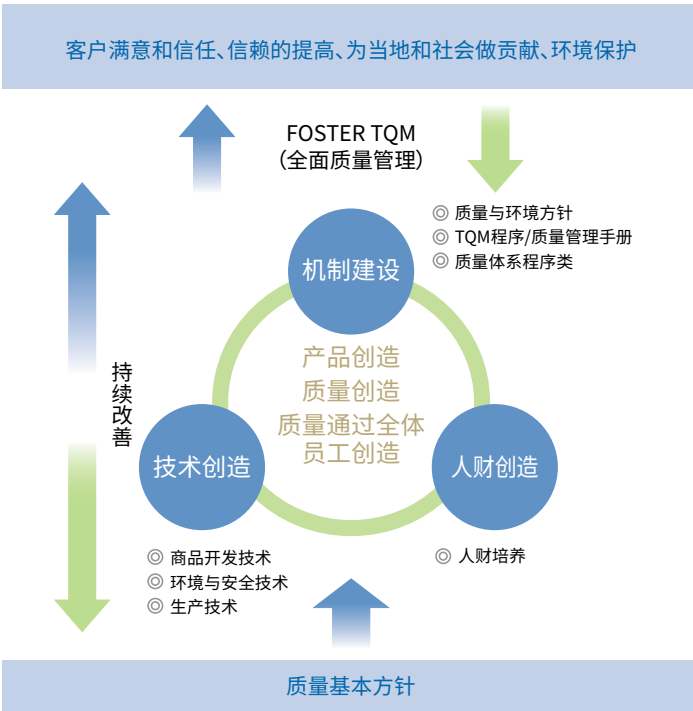 客户满意和信任、信赖的提高、为当地和社会做贡献、环境保护
FOSTER TQM
（全面质量管理）
◎ 质量与环境方针
◎ TQM程序/质量管理手册
◎ 质量体系程序类
机制建设
产品创造
质量创造
质量通过全体
员工创造
持续改善
技术创造
人财创造
◎ 商品开发技术
◎ 环境与安全技术
◎ 生产技术
◎ 人财培养
质量基本方针